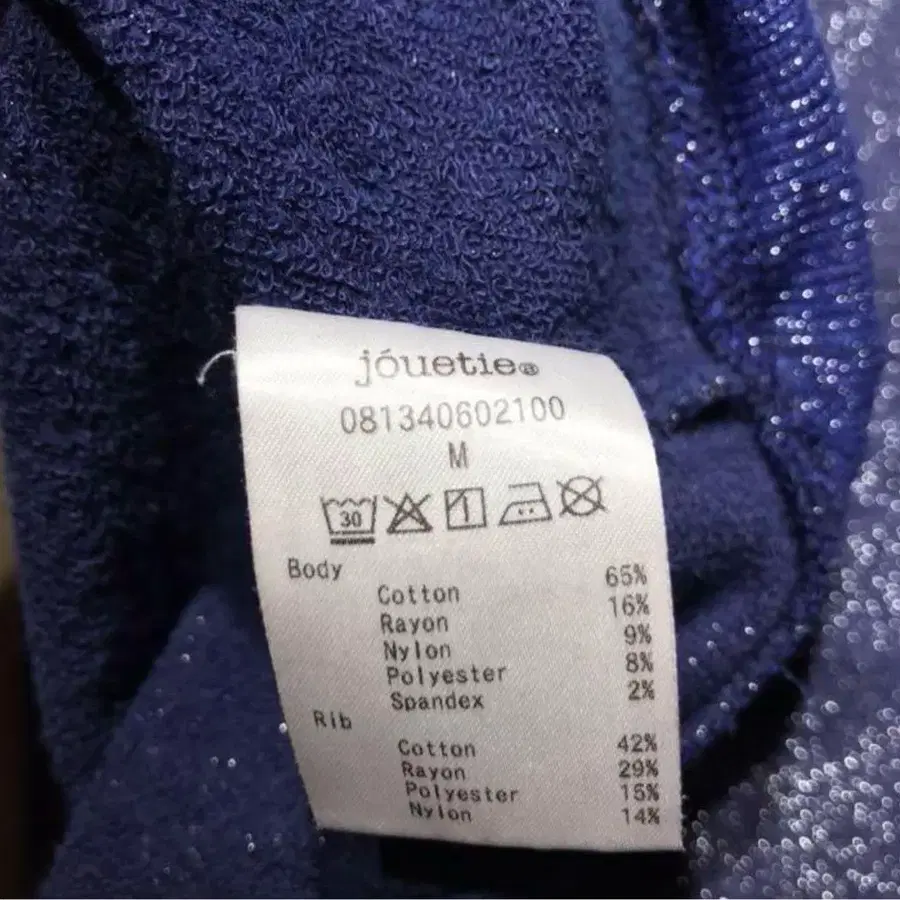 jóuetie®
081340602100
M
30
Body
Cotton 65%
Rayon 16%
Nylon 9%
Polyester 8%
Spandex 2%
Rib
Cotton 42%
Rayon 29%
Polyester 15%
Nylon 14%